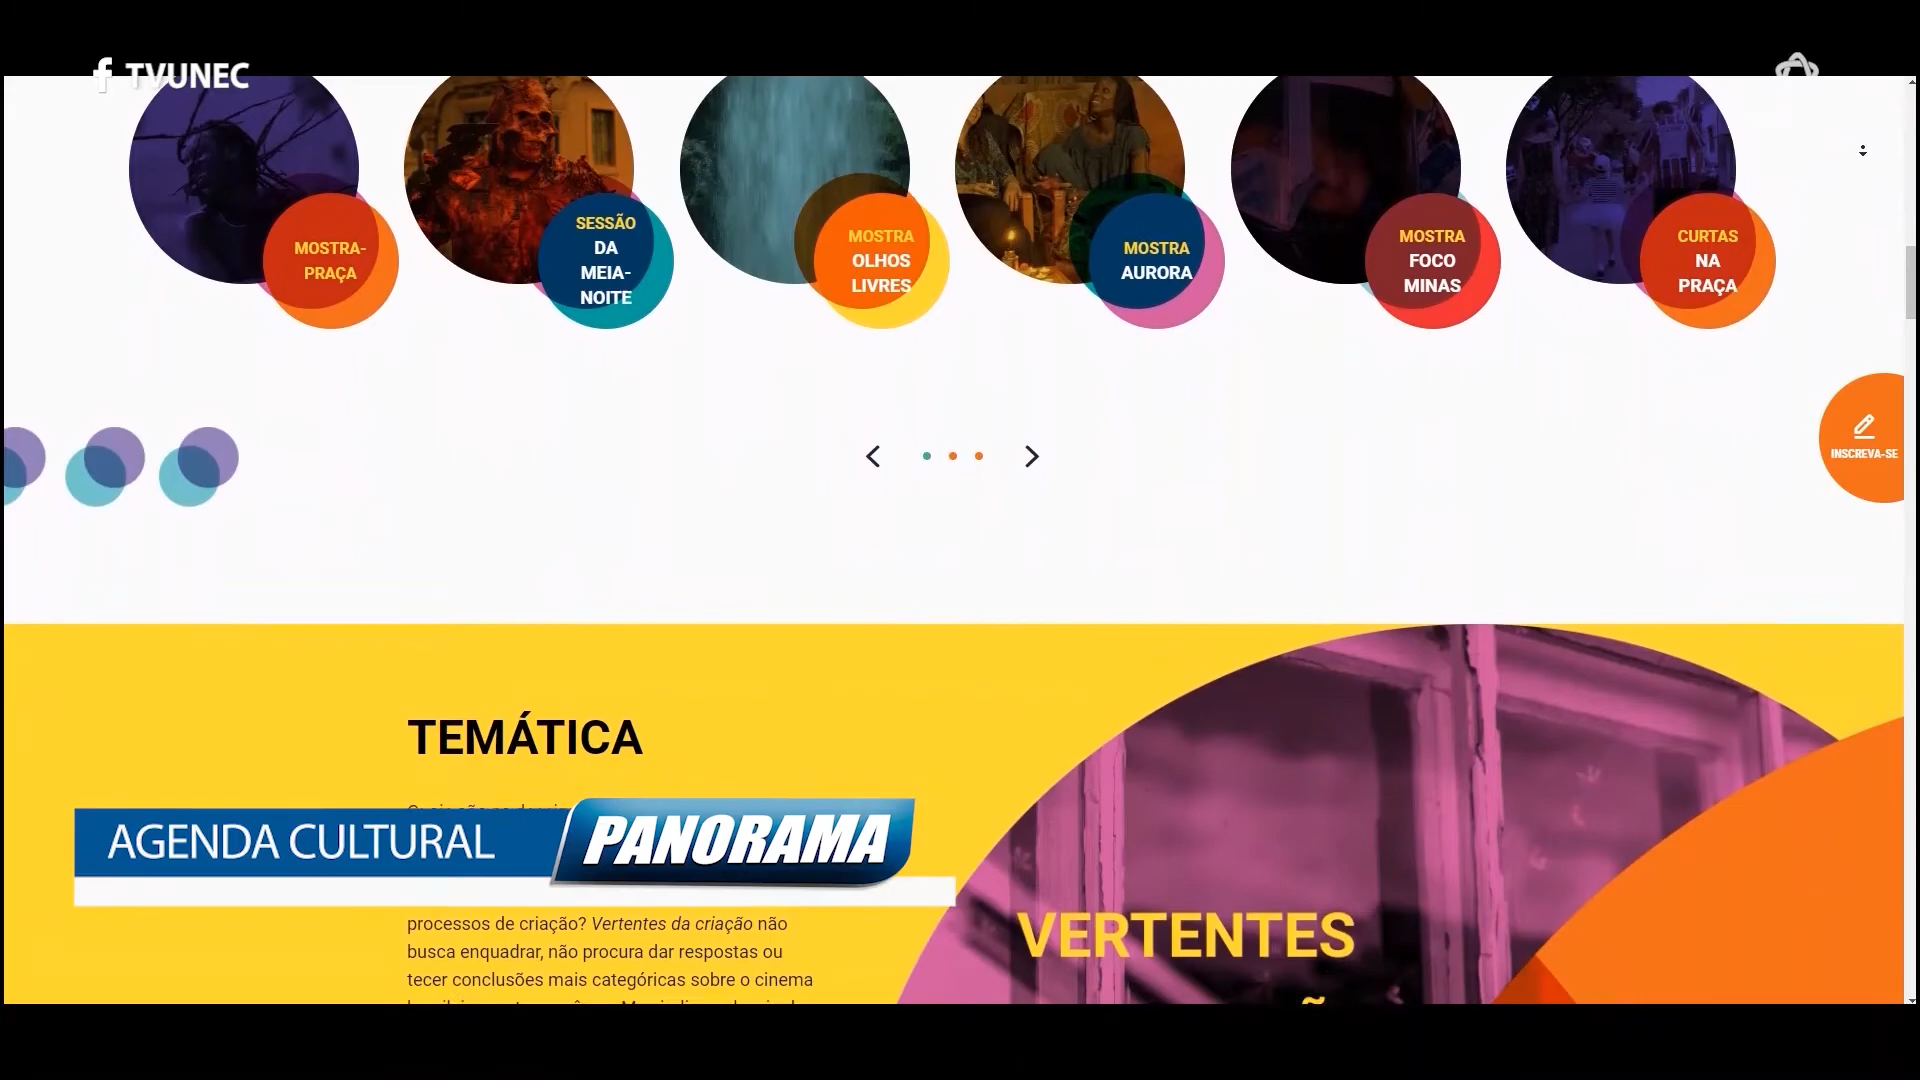 TVUNEC
MOSTRA-
PRAÇA
SESSÃO
DA
MEIA-
NOITE
MOSTRA
OLHOS
LIVRES
MOSTRA
AURORA
MOSTRA
FOCO
MINAS
CURTAS
NA
PRAÇA
INSCREVA-SE
TEMÁTICA
AGENDA CULTURAL
PANORAMA
processos de criação? Vertentes da criação não
busca enquadrar, não procura dar respostas ou
tecer conclusões mais categóricas sobre o cinema
VERTENTES